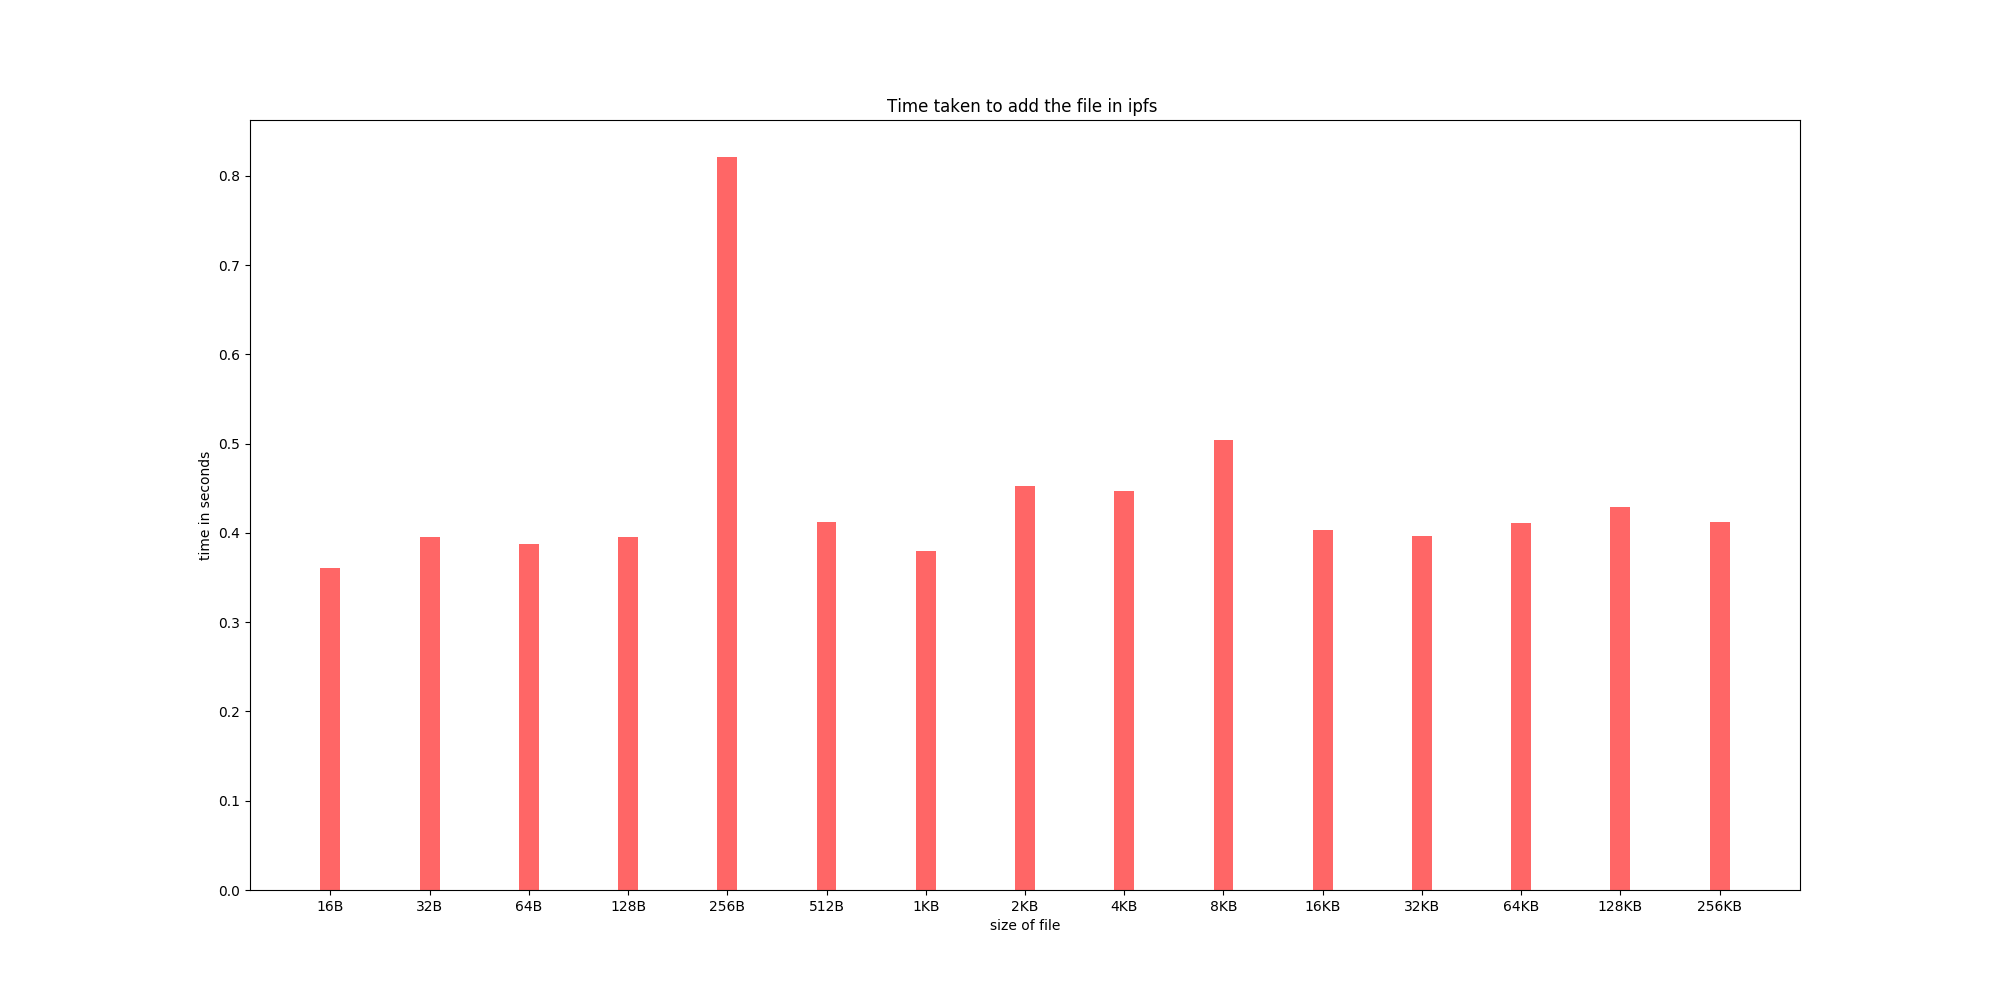 Time taken to add the file in ipfs
0.8
0.7
0.6
0.5
0.4
0.3
0.2
0.1
0.0
time in seconds
16B 32B 64B 128B 256B 512B 1KB 2KB 4KB 8KB 16KB 32KB 64KB 128KB 256KB
size of file